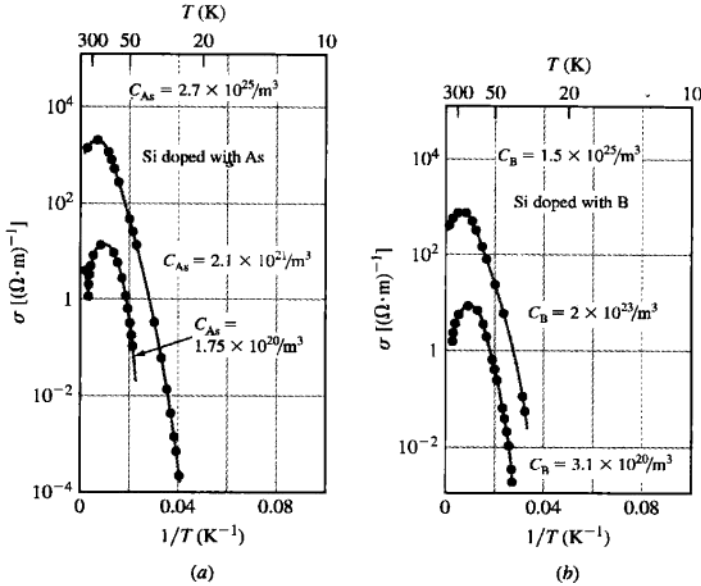 T (K)
300 50 20 10
C_As = 2.7 × 10^25/m^3
Si doped with As
C_As = 2.1 × 10^21/m^3
C_As =
1.75 × 10^20/m^3
σ [(Ω·m)^−1]
10^4
10^2
1
10^−2
10^−4
0 0.04 0.08
1/T (K^−1)
(a)
T (K)
300 50 20 10
C_B = 1.5 × 10^25/m^3
Si doped with B
C_B = 2 × 10^23/m^3
C_B = 3.1 × 10^20/m^3
σ [(Ω·m)^−1]
10^4
10^2
1
10^−2
0 0.04 0.08
1/T (K^−1)
(b)